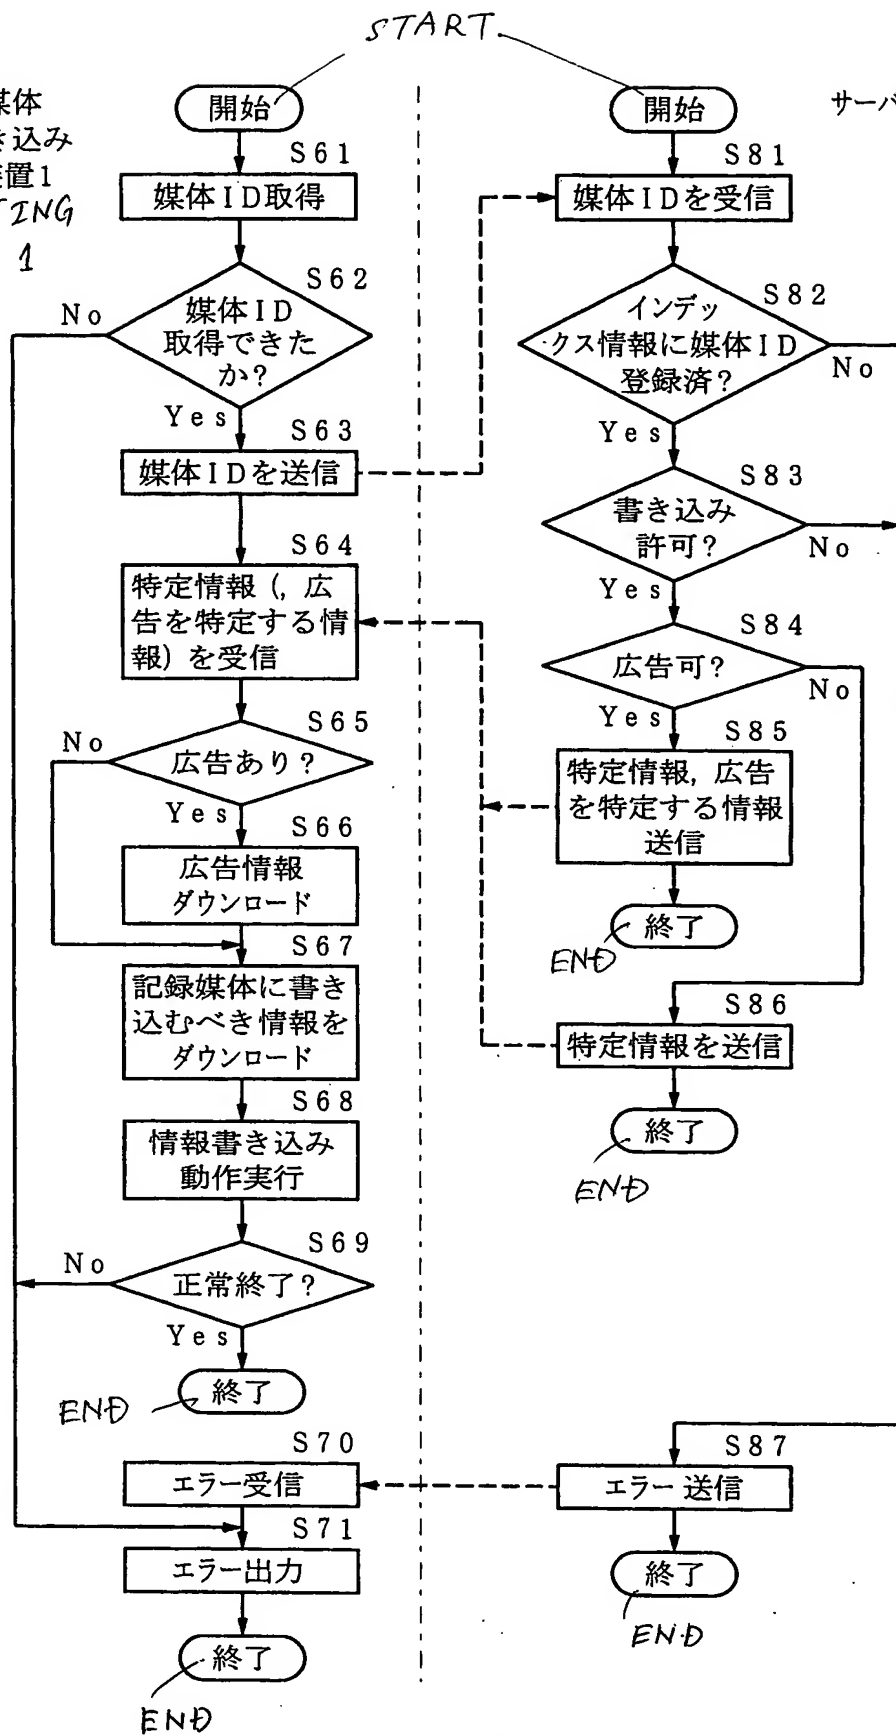 START
媒体
き込み
置1
ING
1
開始
S61
媒体ID取得
S62
媒体ID
取得できた
か?
No
Yes
S63
媒体IDを送信
S64
特定情報(, 広
告を特定する情
報)を受信
S65
広告あり?
No
Yes
S66
広告情報
ダウンロード
S67
記録媒体に書き
込むべき情報を
ダウンロード
S68
情報書き込み
動作実行
S69
正常終了?
No
Yes
終了
END
S70
エラー受信
S71
エラー出力
終了
END
サーバ
開始
S81
媒体IDを受信
S82
インデッ
クス情報に媒体ID
登録済?
No
Yes
S83
書き込み
許可?
No
Yes
S84
広告可?
No
Yes
S85
特定情報, 広告
を特定する情報
送信
終了
END
S86
特定情報を送信
終了
END
S87
エラー送信
終了
END